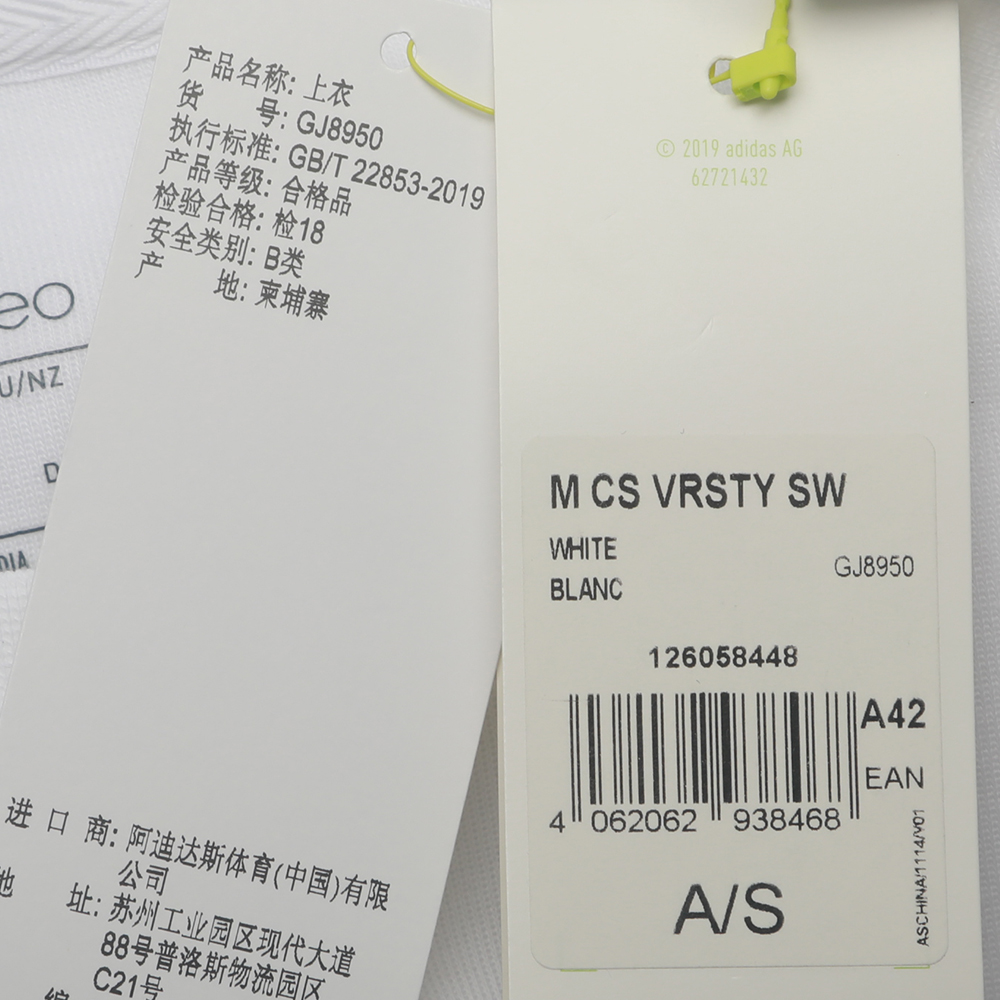 产品名称: 上衣
货 号: GJ8950
执行标准: GB/T 22853-2019
产品等级: 合格品
检验合格: 检18
安全类别: B类
产 地: 柬埔寨
进 口 商: 阿迪达斯体育(中国)有限
公司
地 址: 苏州工业园区现代大道
88号普洛斯物流园区
C21号
eo
U/NZ
© 2019 adidas AG
62721432
M CS VRSTY SW
WHITE
BLANC
GJ8950
126058448
A42
EAN
4 062062 938468
A/S
ASCHINA/1114/V01